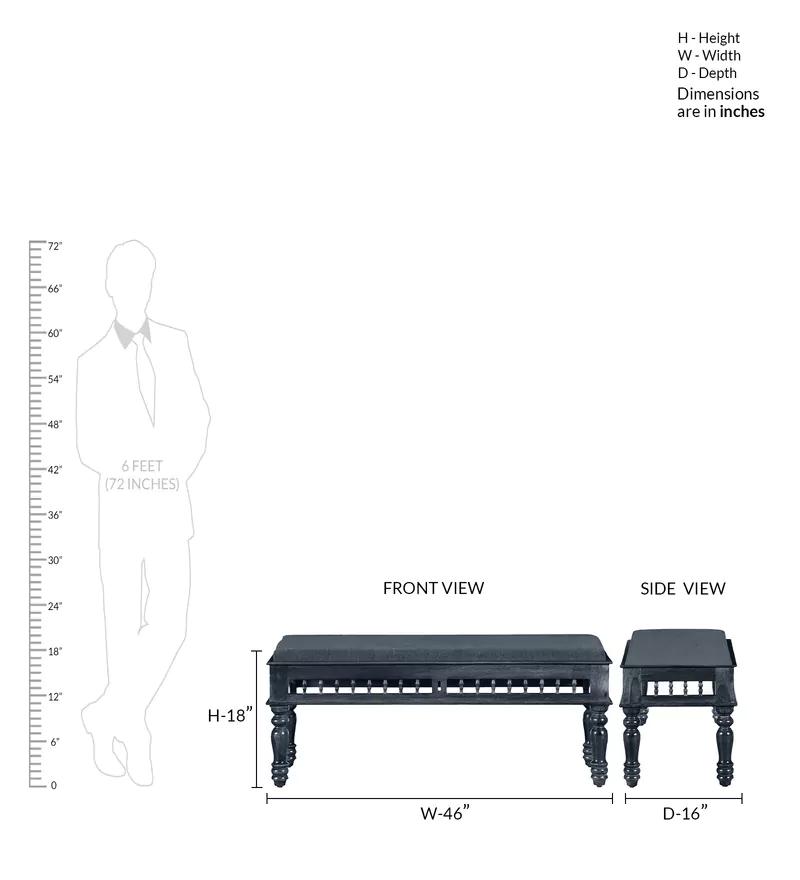 H - Height
W - Width
D - Depth
Dimensions
are in inches
72"
66"
60"
54"
48"
42"
36"
30"
24"
18"
12"
6"
0
6 FEET
(72 INCHES)
FRONT VIEW
SIDE VIEW
H-18”
W-46”
D-16”